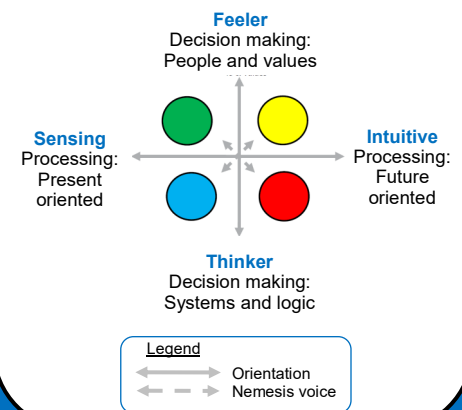 Feeler
Decision making:
People and values
Sensing
Processing:
Present
oriented
Intuitive
Processing:
Future
oriented
Thinker
Decision making:
Systems and logic
Legend
Orientation
Nemesis voice